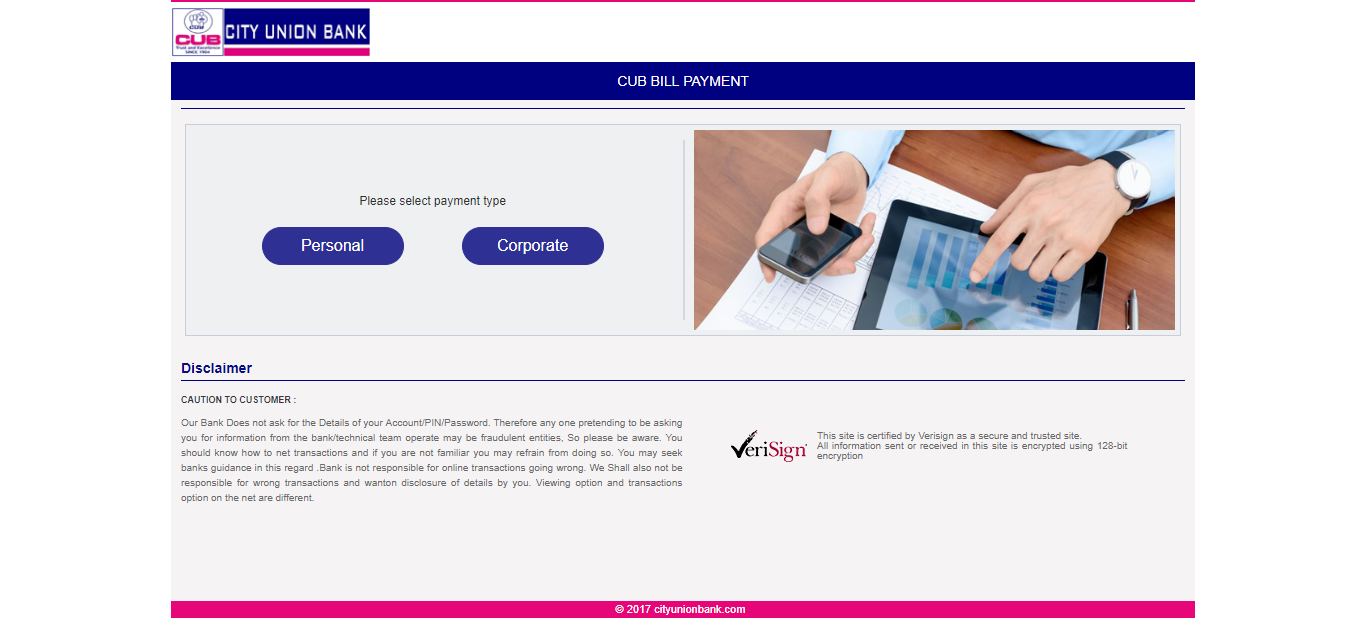 CUB
CUB
Trust and Excellence
SINCE 1904
CITY UNION BANK
CUB BILL PAYMENT
Please select payment type
Personal
Corporate
Disclaimer
CAUTION TO CUSTOMER :
Our Bank Does not ask for the Details of your Account/PIN/Password. Therefore any one pretending to be asking
you for information from the bank/technical team operate may be fraudulent entities, So please be aware. You
should know how to net transactions and if you are not familiar you may refrain from doing so. You may seek
banks guidance in this regard .Bank is not responsible for online transactions going wrong. We Shall also not be
responsible for wrong transactions and wanton disclosure of details by you. Viewing option and transactions
option on the net are different.
VeriSign
This site is certified by Verisign as a secure and trusted site.
All information sent or received in this site is encrypted using 128-bit
encryption
© 2017 cityunionbank.com